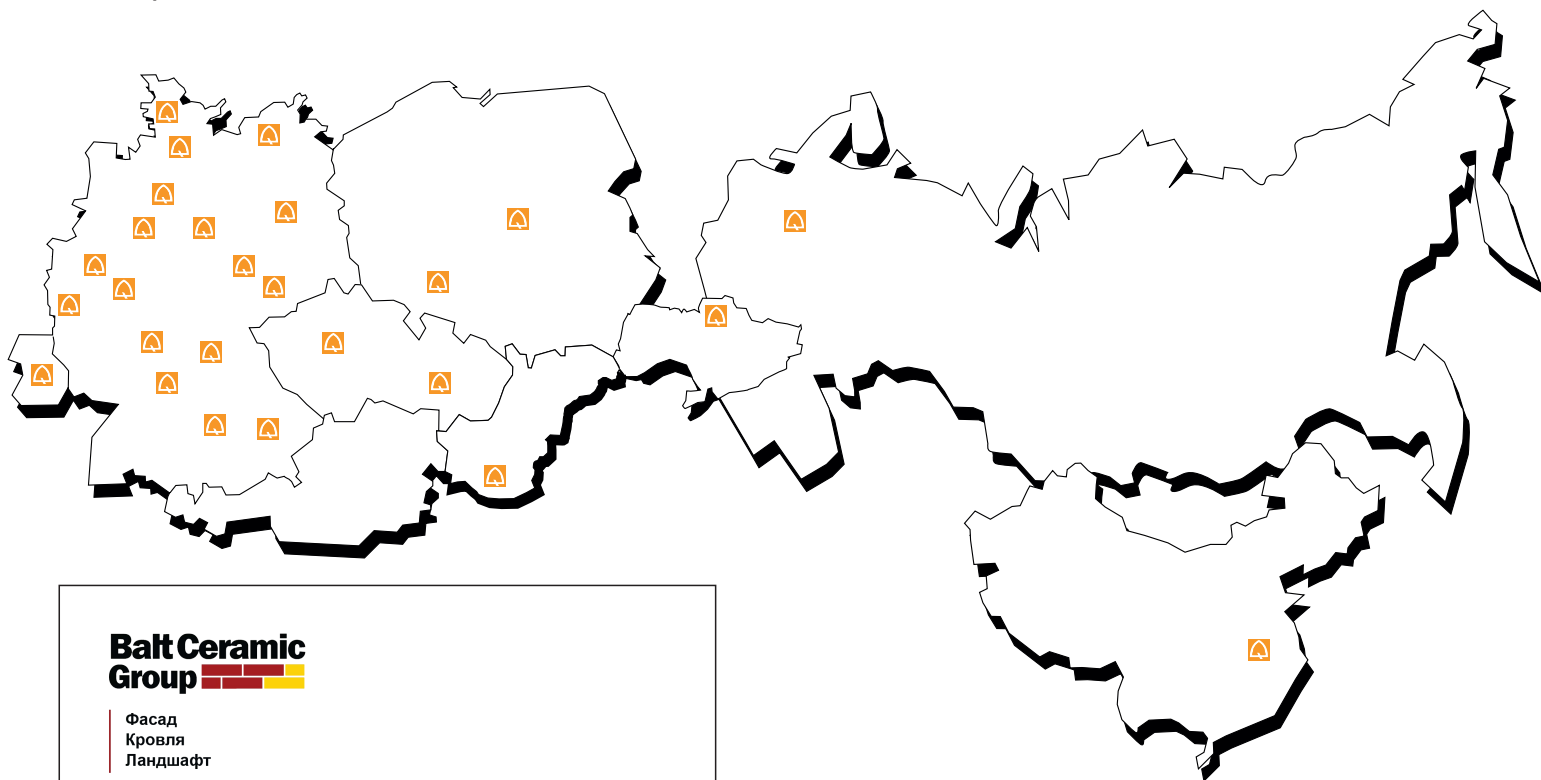 Balt Ceramic
Group
Фасад
Кровля
Ландшафт